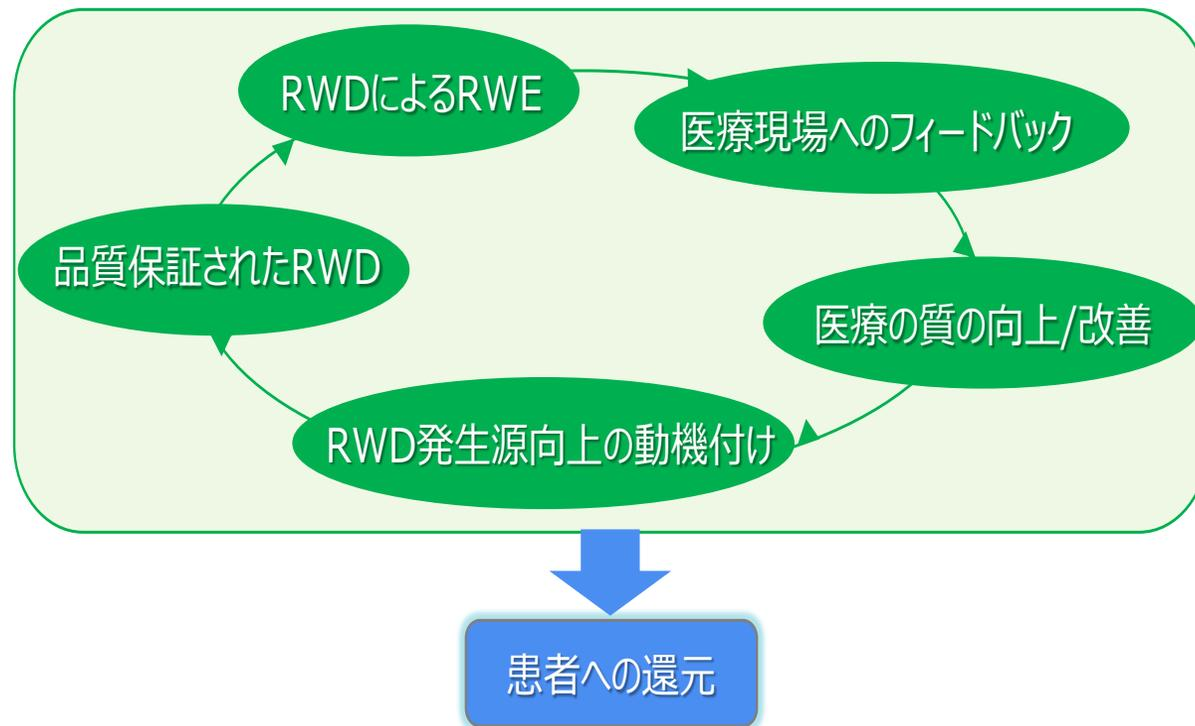 RWDによるRWE
医療現場へのフィードバック
品質保証されたRWD
医療の質の向上/改善
RWD発生源向上の動機付け
患者への還元